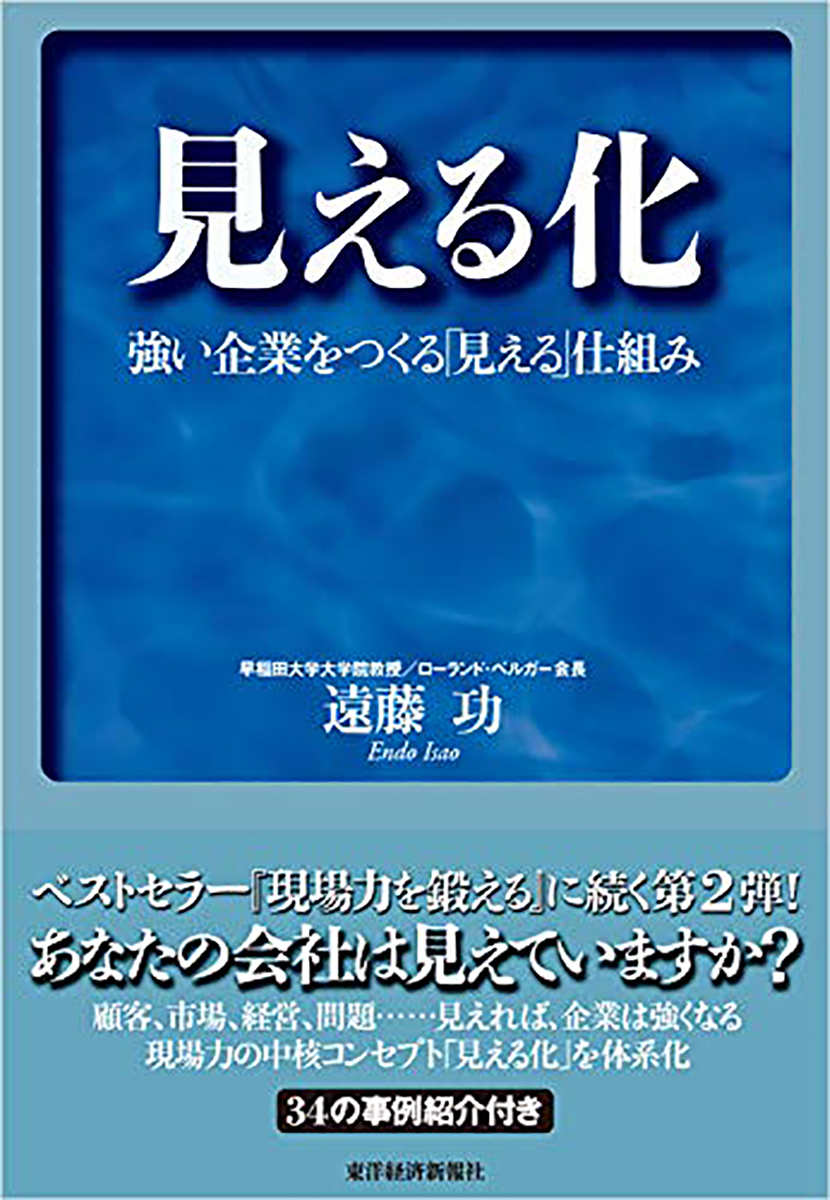 見える化
強い企業をつくる「見える」仕組み
早稲田大学大学院教授／ローランド・ベルガー会長
遠藤 功
Endo Isao
ベストセラー『現場力を鍛える』に続く第2弾！
あなたの会社は見えていますか？
顧客、市場、経営、問題……見えれば、企業は強くなる
現場力の中核コンセプト「見える化」を体系化
34の事例紹介付き
東洋経済新報社